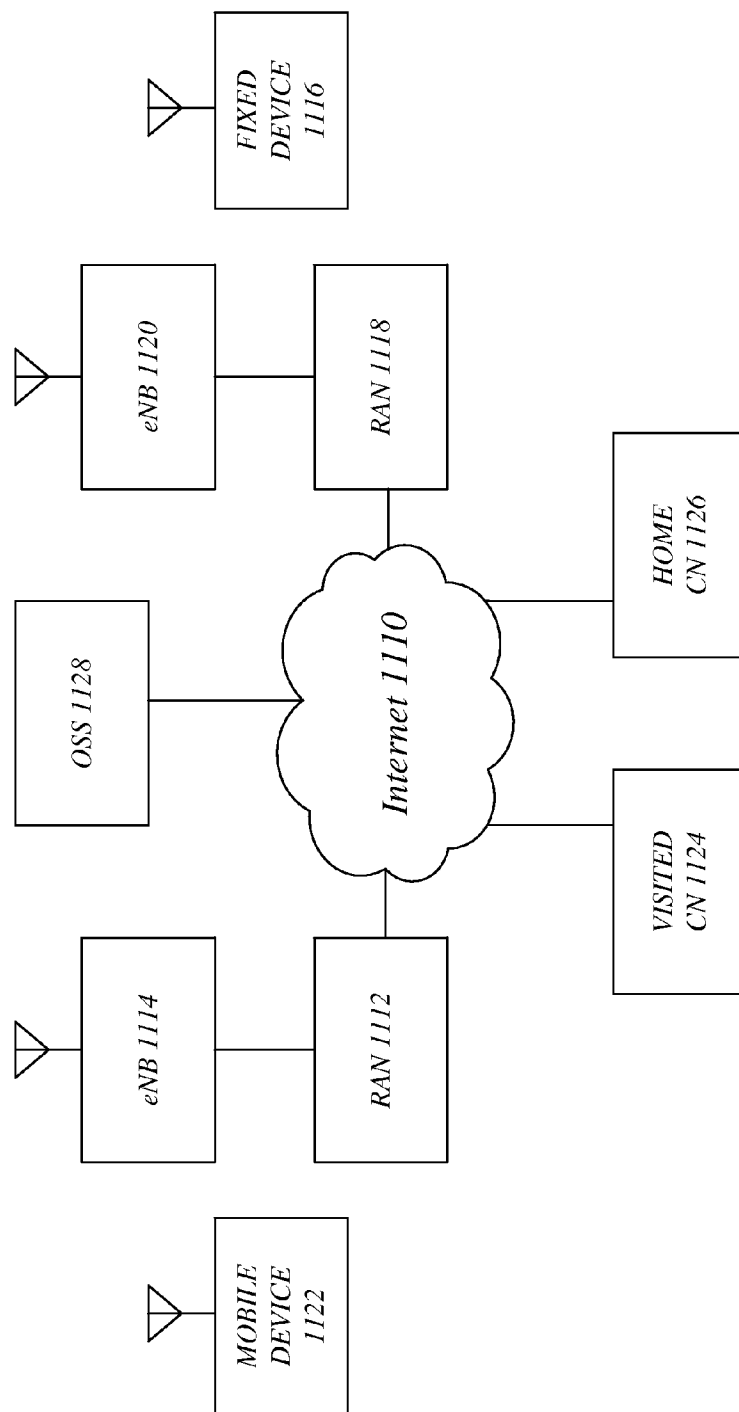 OSS 1128
eNB 1114
eNB 1120
MOBILE
DEVICE
1122
FIXED
DEVICE
1116
RAN 1112
Internet 1110
RAN 1118
VISITED
CN 1124
HOME
CN 1126